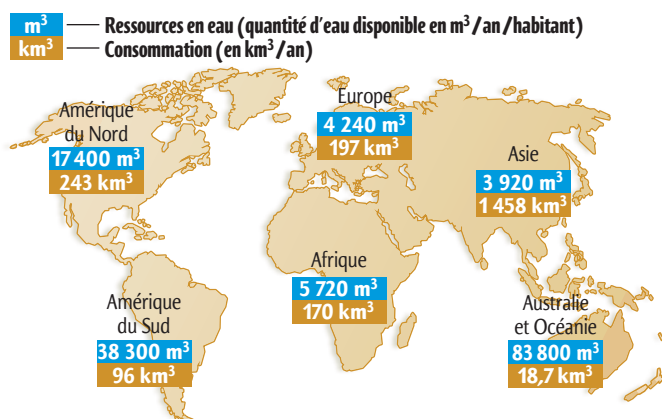 m³ Ressources en eau (quantité d'eau disponible en m³/an/habitant)
km³ Consommation (en km³/an)
Amérique
du Nord
17 400 m³
243 km³
Europe
4 240 m³
197 km³
Asie
3 920 m³
1 458 km³
Afrique
5 720 m³
170 km³
Amérique
du Sud
38 300 m³
96 km³
Australie
et Océanie
83 800 m³
18,7 km³